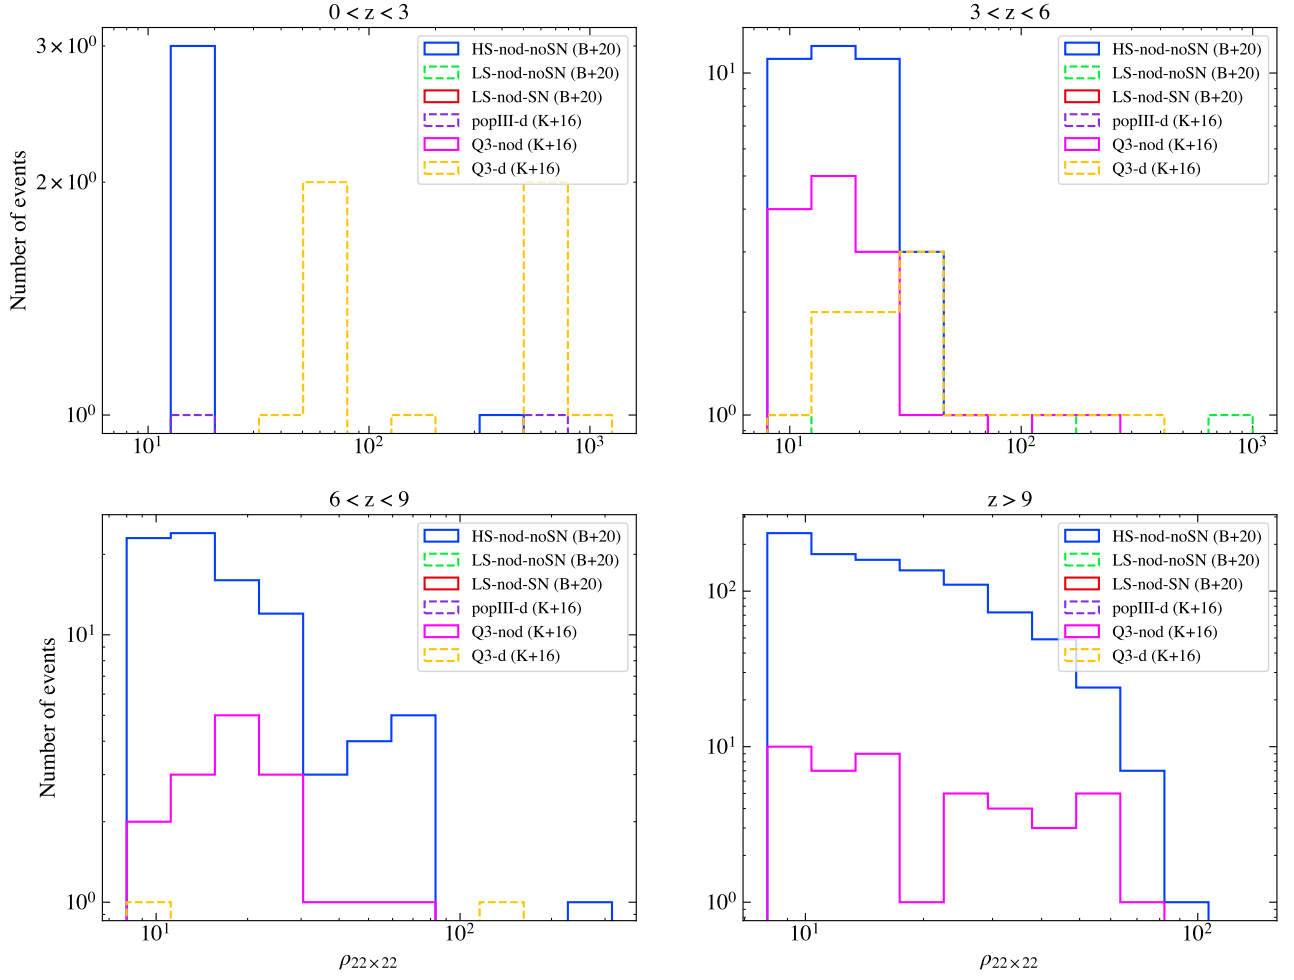 0 < z < 3
3 × 10⁰
2 × 10⁰
10⁰
10¹
10²
10³
Number of events
HS-nod-noSN (B+20)
LS-nod-noSN (B+20)
LS-nod-SN (B+20)
popIII-d (K+16)
Q3-nod (K+16)
Q3-d (K+16)
3 < z < 6
10¹
10⁰
10¹
10²
10³
HS-nod-noSN (B+20)
LS-nod-noSN (B+20)
LS-nod-SN (B+20)
popIII-d (K+16)
Q3-nod (K+16)
Q3-d (K+16)
6 < z < 9
10¹
10⁰
10¹
10²
Number of events
ρ₂₂×₂₂
HS-nod-noSN (B+20)
LS-nod-noSN (B+20)
LS-nod-SN (B+20)
popIII-d (K+16)
Q3-nod (K+16)
Q3-d (K+16)
z > 9
10²
10¹
10⁰
10¹
10²
ρ₂₂×₂₂
HS-nod-noSN (B+20)
LS-nod-noSN (B+20)
LS-nod-SN (B+20)
popIII-d (K+16)
Q3-nod (K+16)
Q3-d (K+16)